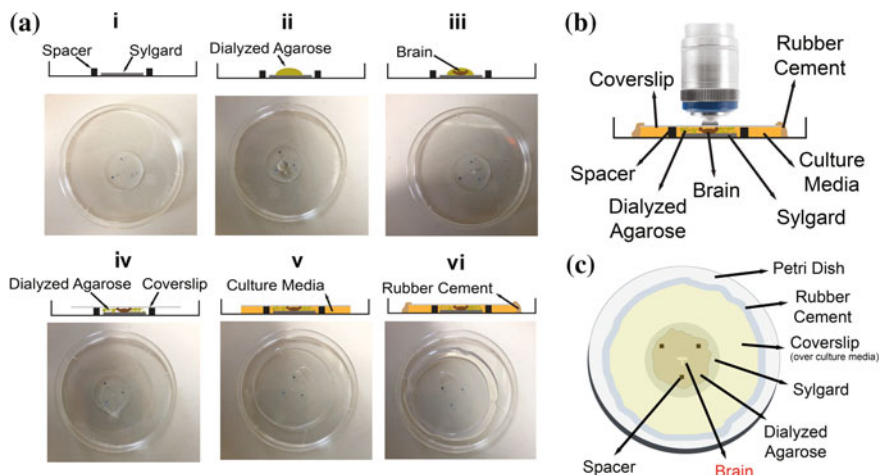 (a)
i
Spacer
Sylgard
ii
Dialyzed Agarose
iii
Brain
iv
Dialyzed Agarose
Coverslip
v
Culture Media
vi
Rubber Cement
(b)
Coverslip
Rubber
Cement
Spacer
Dialyzed
Agarose
Brain
Sylgard
Culture
Media
(c)
Petri Dish
Rubber
Cement
Coverslip
(over culture media)
Sylgard
Dialyzed
Agarose
Spacer
Brain